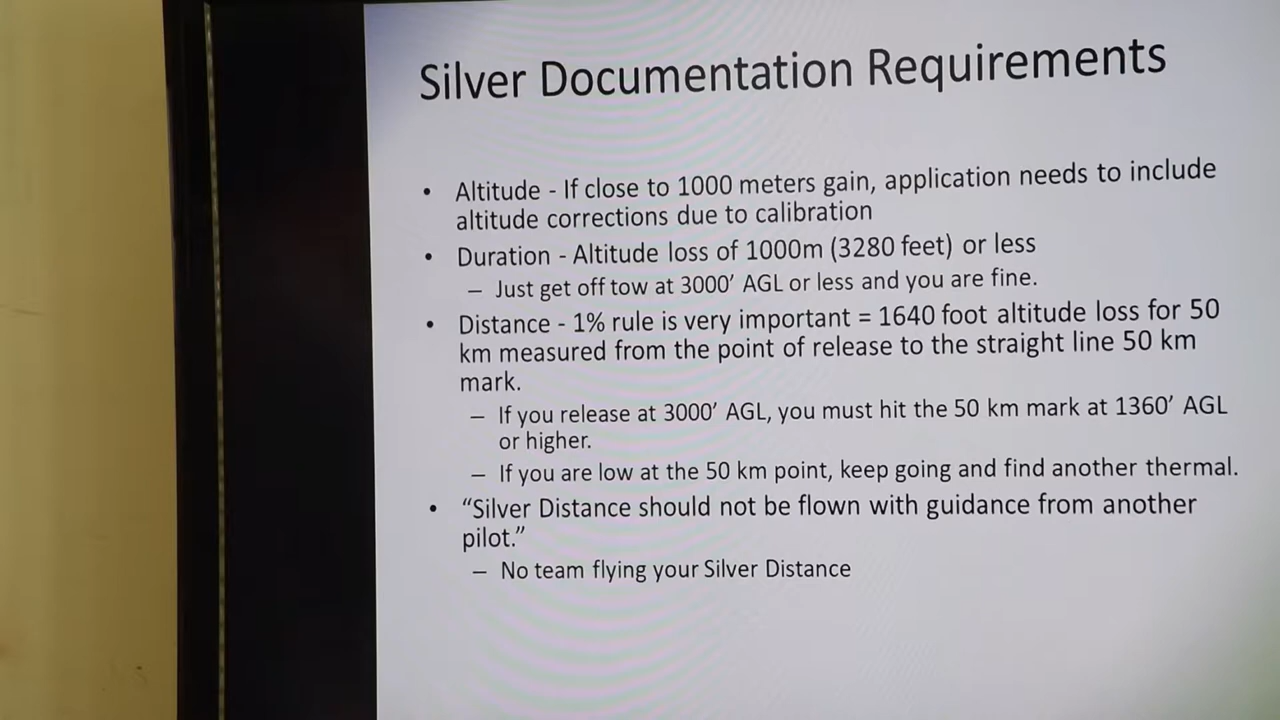 Silver Documentation Requirements
• Altitude - If close to 1000 meters gain, application needs to include
altitude corrections due to calibration
• Duration - Altitude loss of 1000m (3280 feet) or less
– Just get off tow at 3000’ AGL or less and you are fine.
• Distance - 1% rule is very important = 1640 foot altitude loss for 50
km measured from the point of release to the straight line 50 km
mark.
– If you release at 3000’ AGL, you must hit the 50 km mark at 1360’ AGL
or higher.
– If you are low at the 50 km point, keep going and find another thermal.
• “Silver Distance should not be flown with guidance from another
pilot.”
– No team flying your Silver Distance